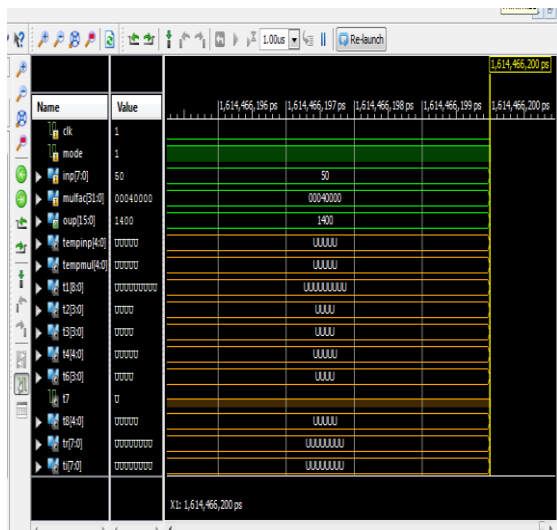 1.00us Re-launch
1,614,466,200 ps
Name Value 1,614,466,196 ps 1,614,466,197 ps 1,614,466,198 ps 1,614,466,199 ps 1,614,466,200 ps
clk 1
mode 1
inp[7:0] 50 50
mulfac[31:0] 00040000 00040000
oup[15:0] 1400 1400
tempinp[4:0] UUUUU UUUUU
tempmul[4:0] UUUUU UUUUU
t1[8:0] UUUUUUUUU UUUUUUUUU
t2[3:0] UUUU UUUU
t3[3:0] UUUU UUUU
t4[4:0] UUUUU UUUUU
t6[3:0] UUUU UUUU
t7 U
t8[4:0] UUUUU UUUUU
tr[7:0] UUUUUUUU UUUUUUUU
ti[7:0] UUUUUUUU UUUUUUUU
X1: 1,614,466,200 ps